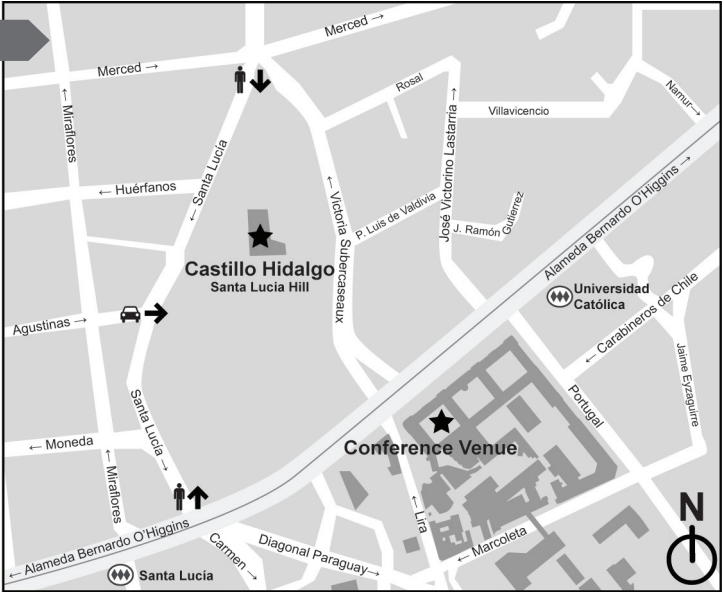 Merced →
Merced →
← Miraflores
← Santa Lucía
Rosal
José Victorino Lastarria →
Villavicencio
Namur→
← Huérfanos
← Victoria Subercaseaux
P. Luis de Valdivia
J. Ramón Gutierrez
Alameda Bernardo O'Higgins →
Castillo Hidalgo
Santa Lucia Hill
Universidad
Católica
Agustinas →
← Carabineros de Chile
Jaime Eyzaguirre
Santa Lucía →
Portugal
← Moneda
Conference Venue
← Miraflores
← Lira
← Marcoleta
N
← Alameda Bernardo O'Higgins
Carmen→
Diagonal Paraguay→
Santa Lucía